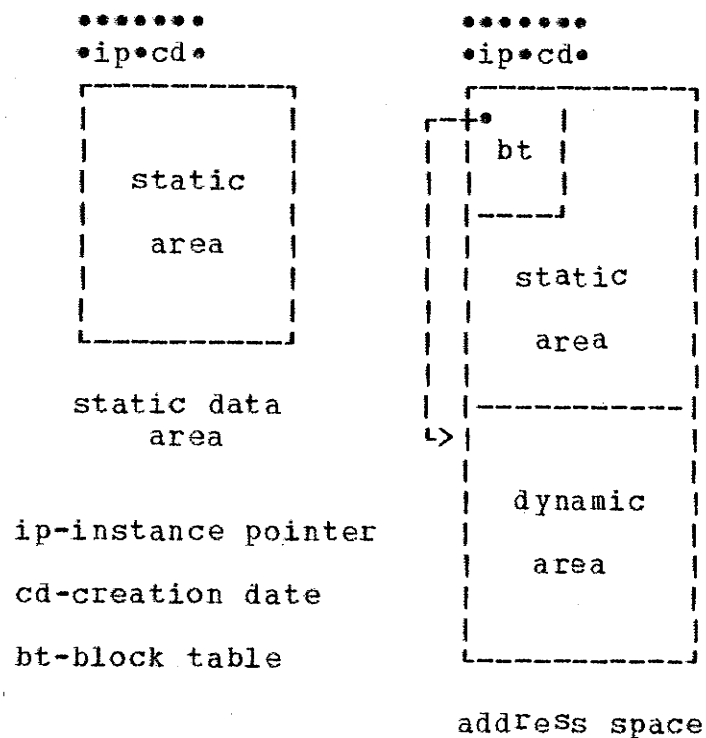 ip cd
static
area
static data
area
ip-instance pointer
cd-creation date
bt-block table
ip cd
bt
static
area
dynamic
area
address space